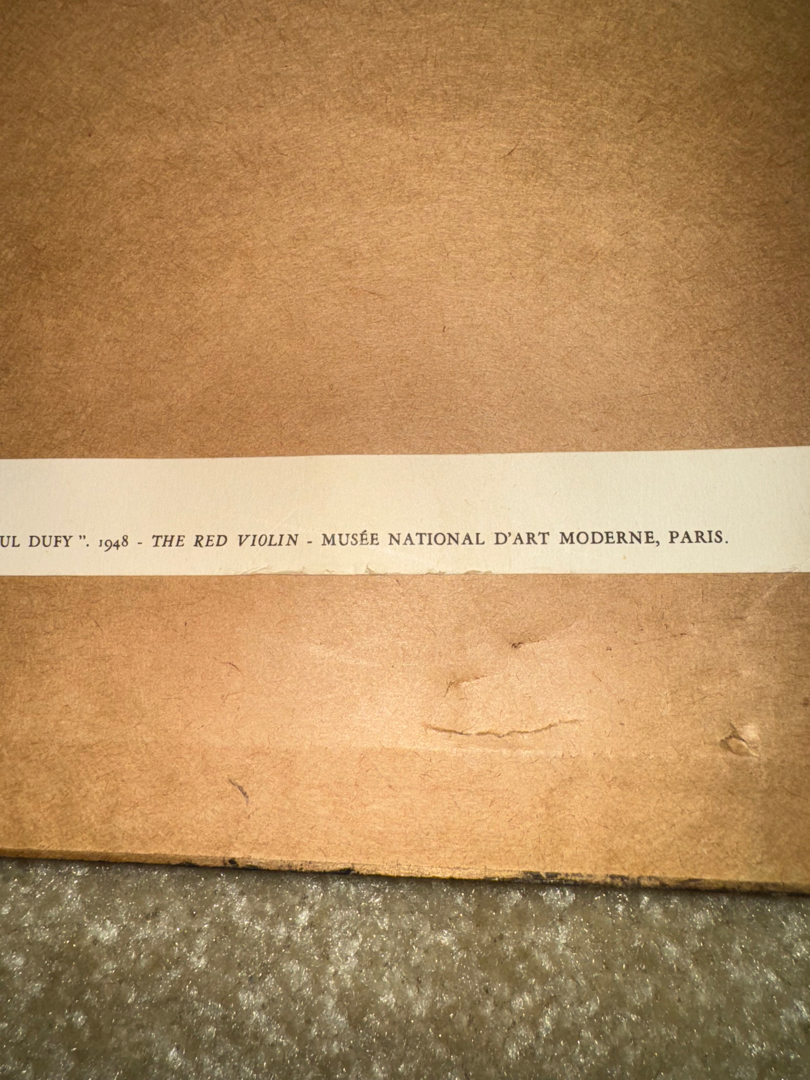 UL DUFY ". 1948 - THE RED VIOLIN - MUSÉE NATIONAL D'ART MODERNE, PARIS.